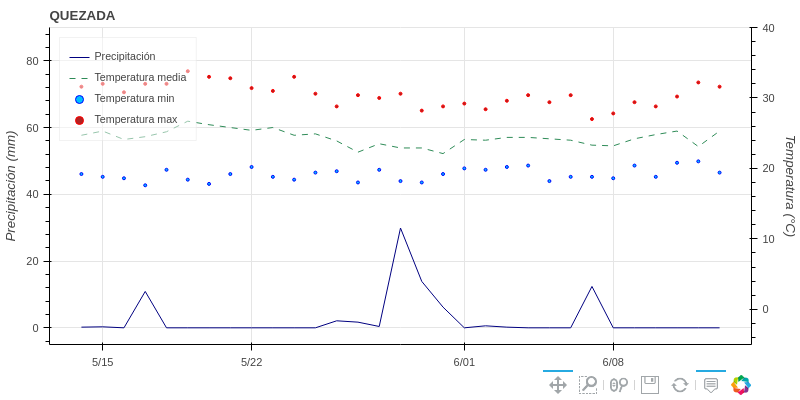 QUEZADA
Precipitación
Temperatura media
Temperatura min
Temperatura max
Precipitación (mm)
80
60
40
20
0
Temperatura (°C)
40
30
20
10
0
5/15
5/22
6/01
6/08